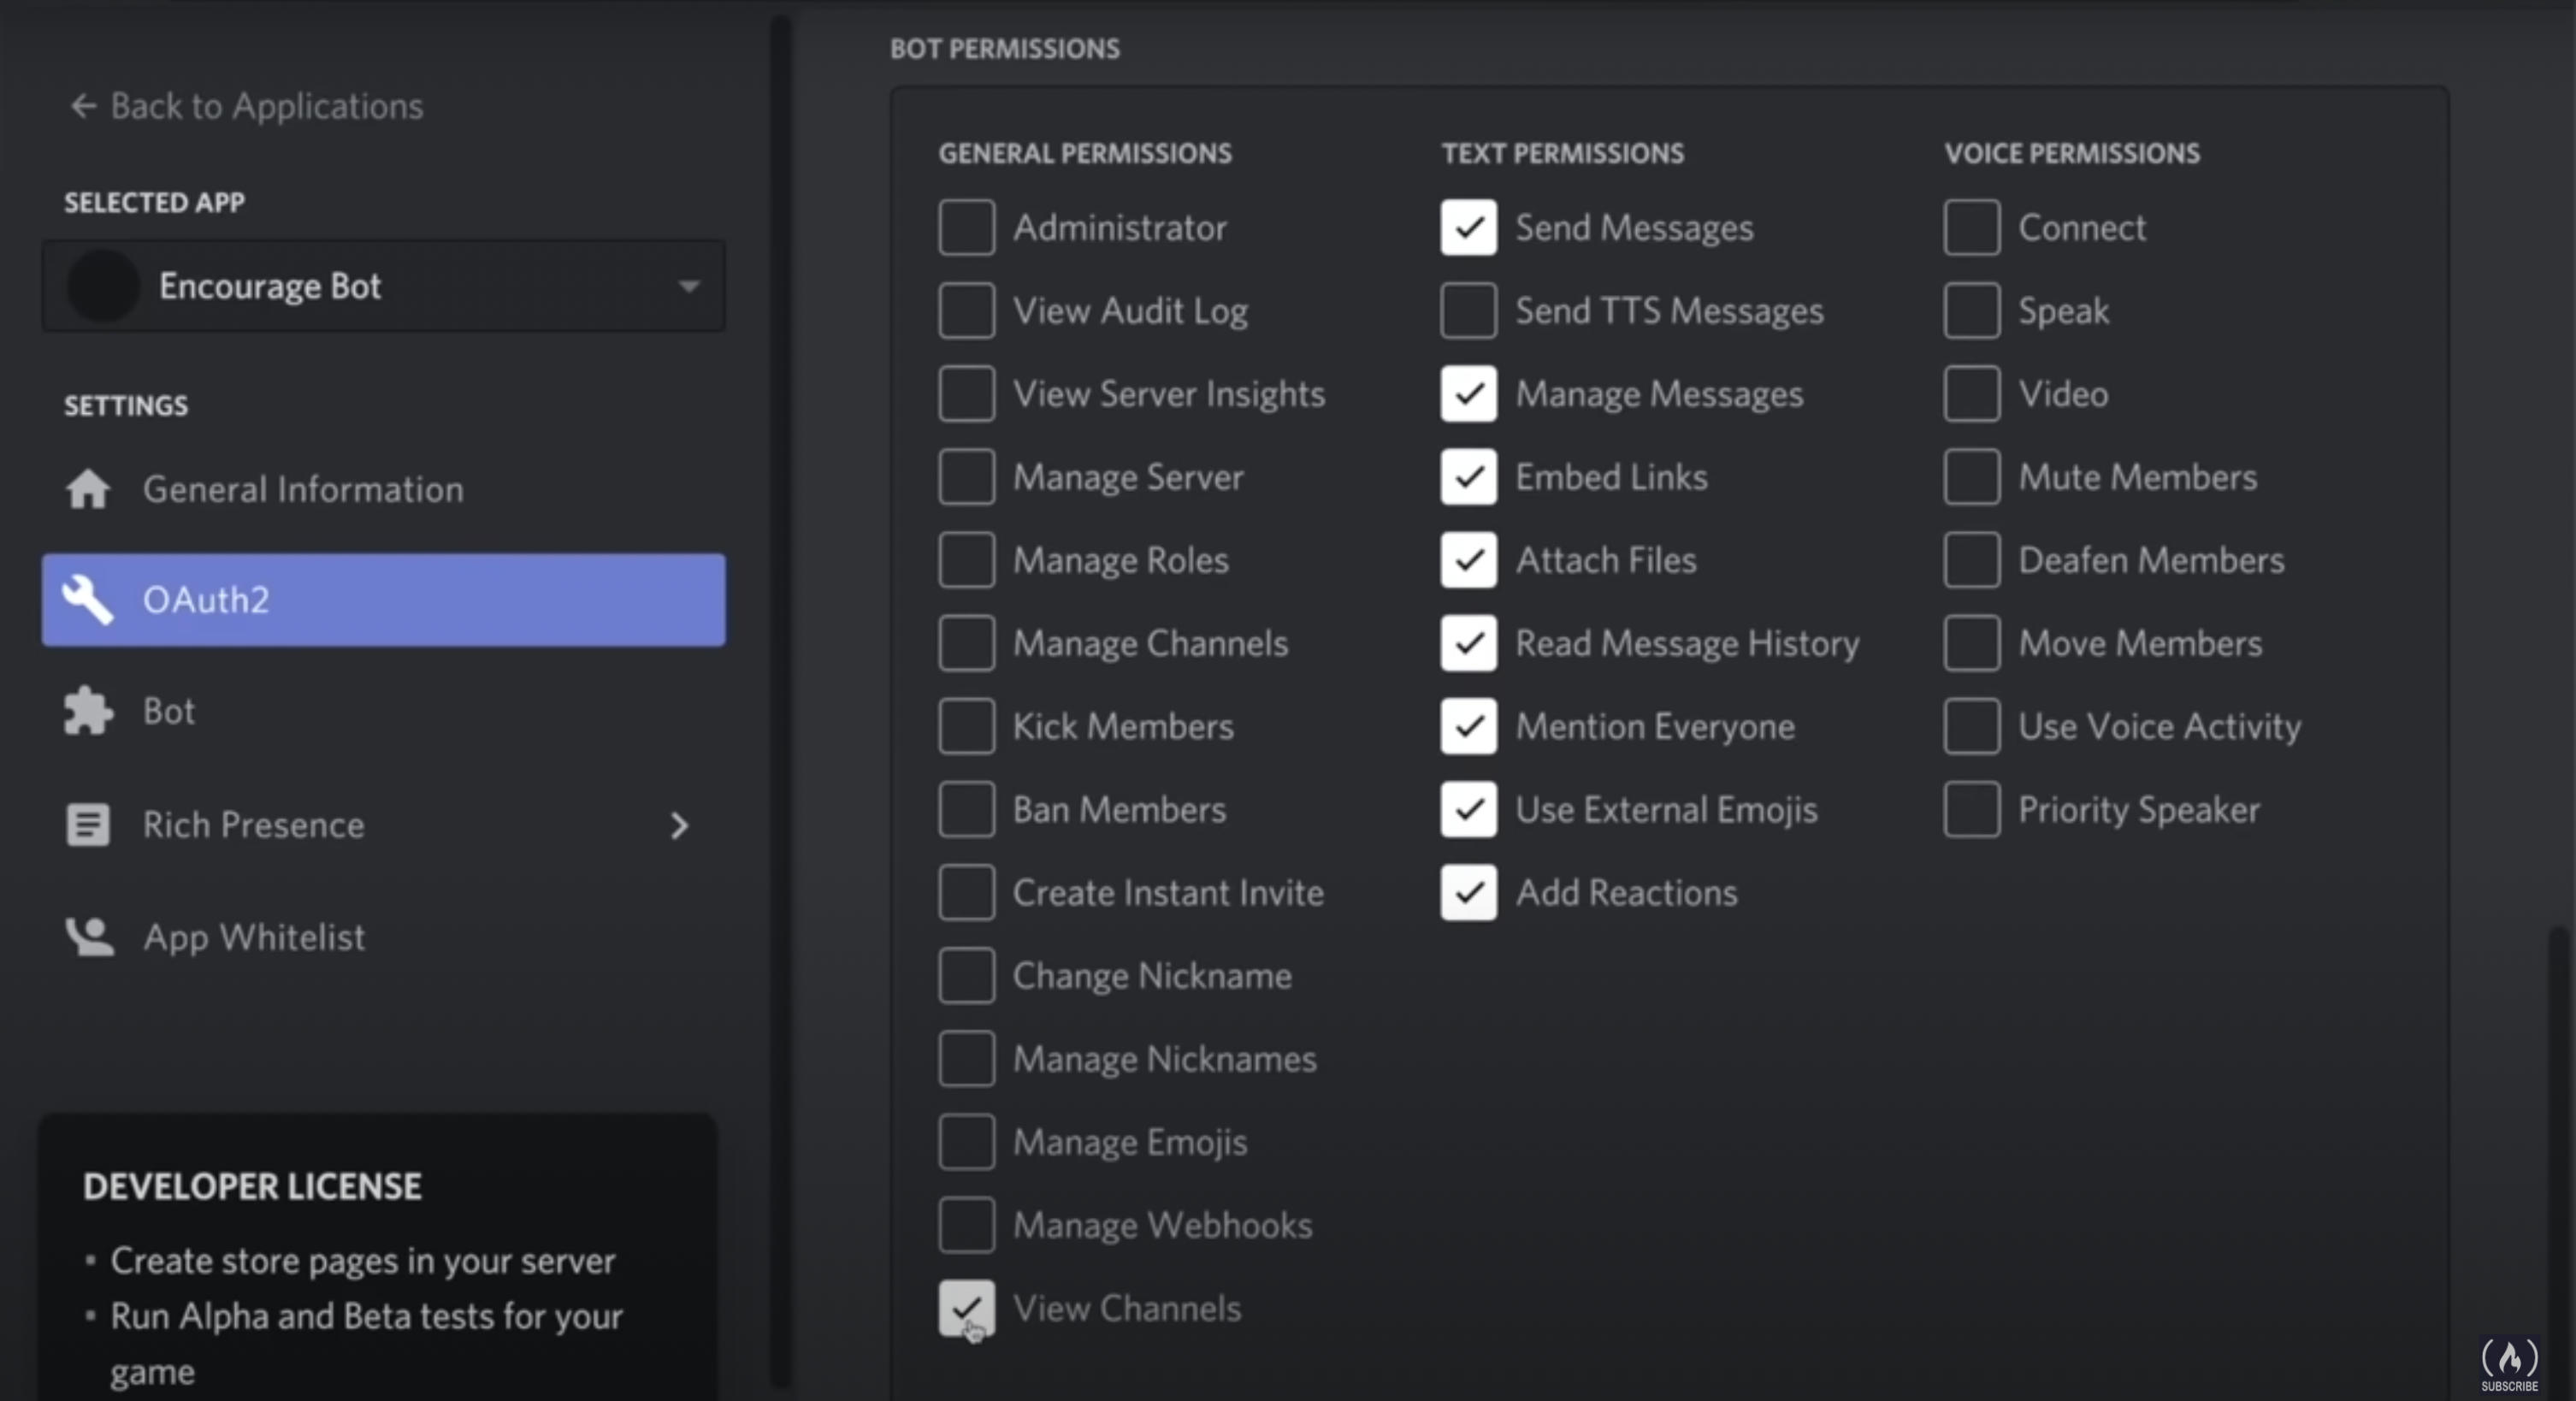 ← Back to Applications
SELECTED APP
Encourage Bot
SETTINGS
General Information
OAuth2
Bot
Rich Presence
App Whitelist
DEVELOPER LICENSE
• Create store pages in your server
• Run Alpha and Beta tests for your
game
BOT PERMISSIONS
GENERAL PERMISSIONS
Administrator
View Audit Log
View Server Insights
Manage Server
Manage Roles
Manage Channels
Kick Members
Ban Members
Create Instant Invite
Change Nickname
Manage Nicknames
Manage Emojis
Manage Webhooks
View Channels
TEXT PERMISSIONS
Send Messages
Send TTS Messages
Manage Messages
Embed Links
Attach Files
Read Message History
Mention Everyone
Use External Emojis
Add Reactions
VOICE PERMISSIONS
Connect
Speak
Video
Mute Members
Deafen Members
Move Members
Use Voice Activity
Priority Speaker
SUBSCRIBE